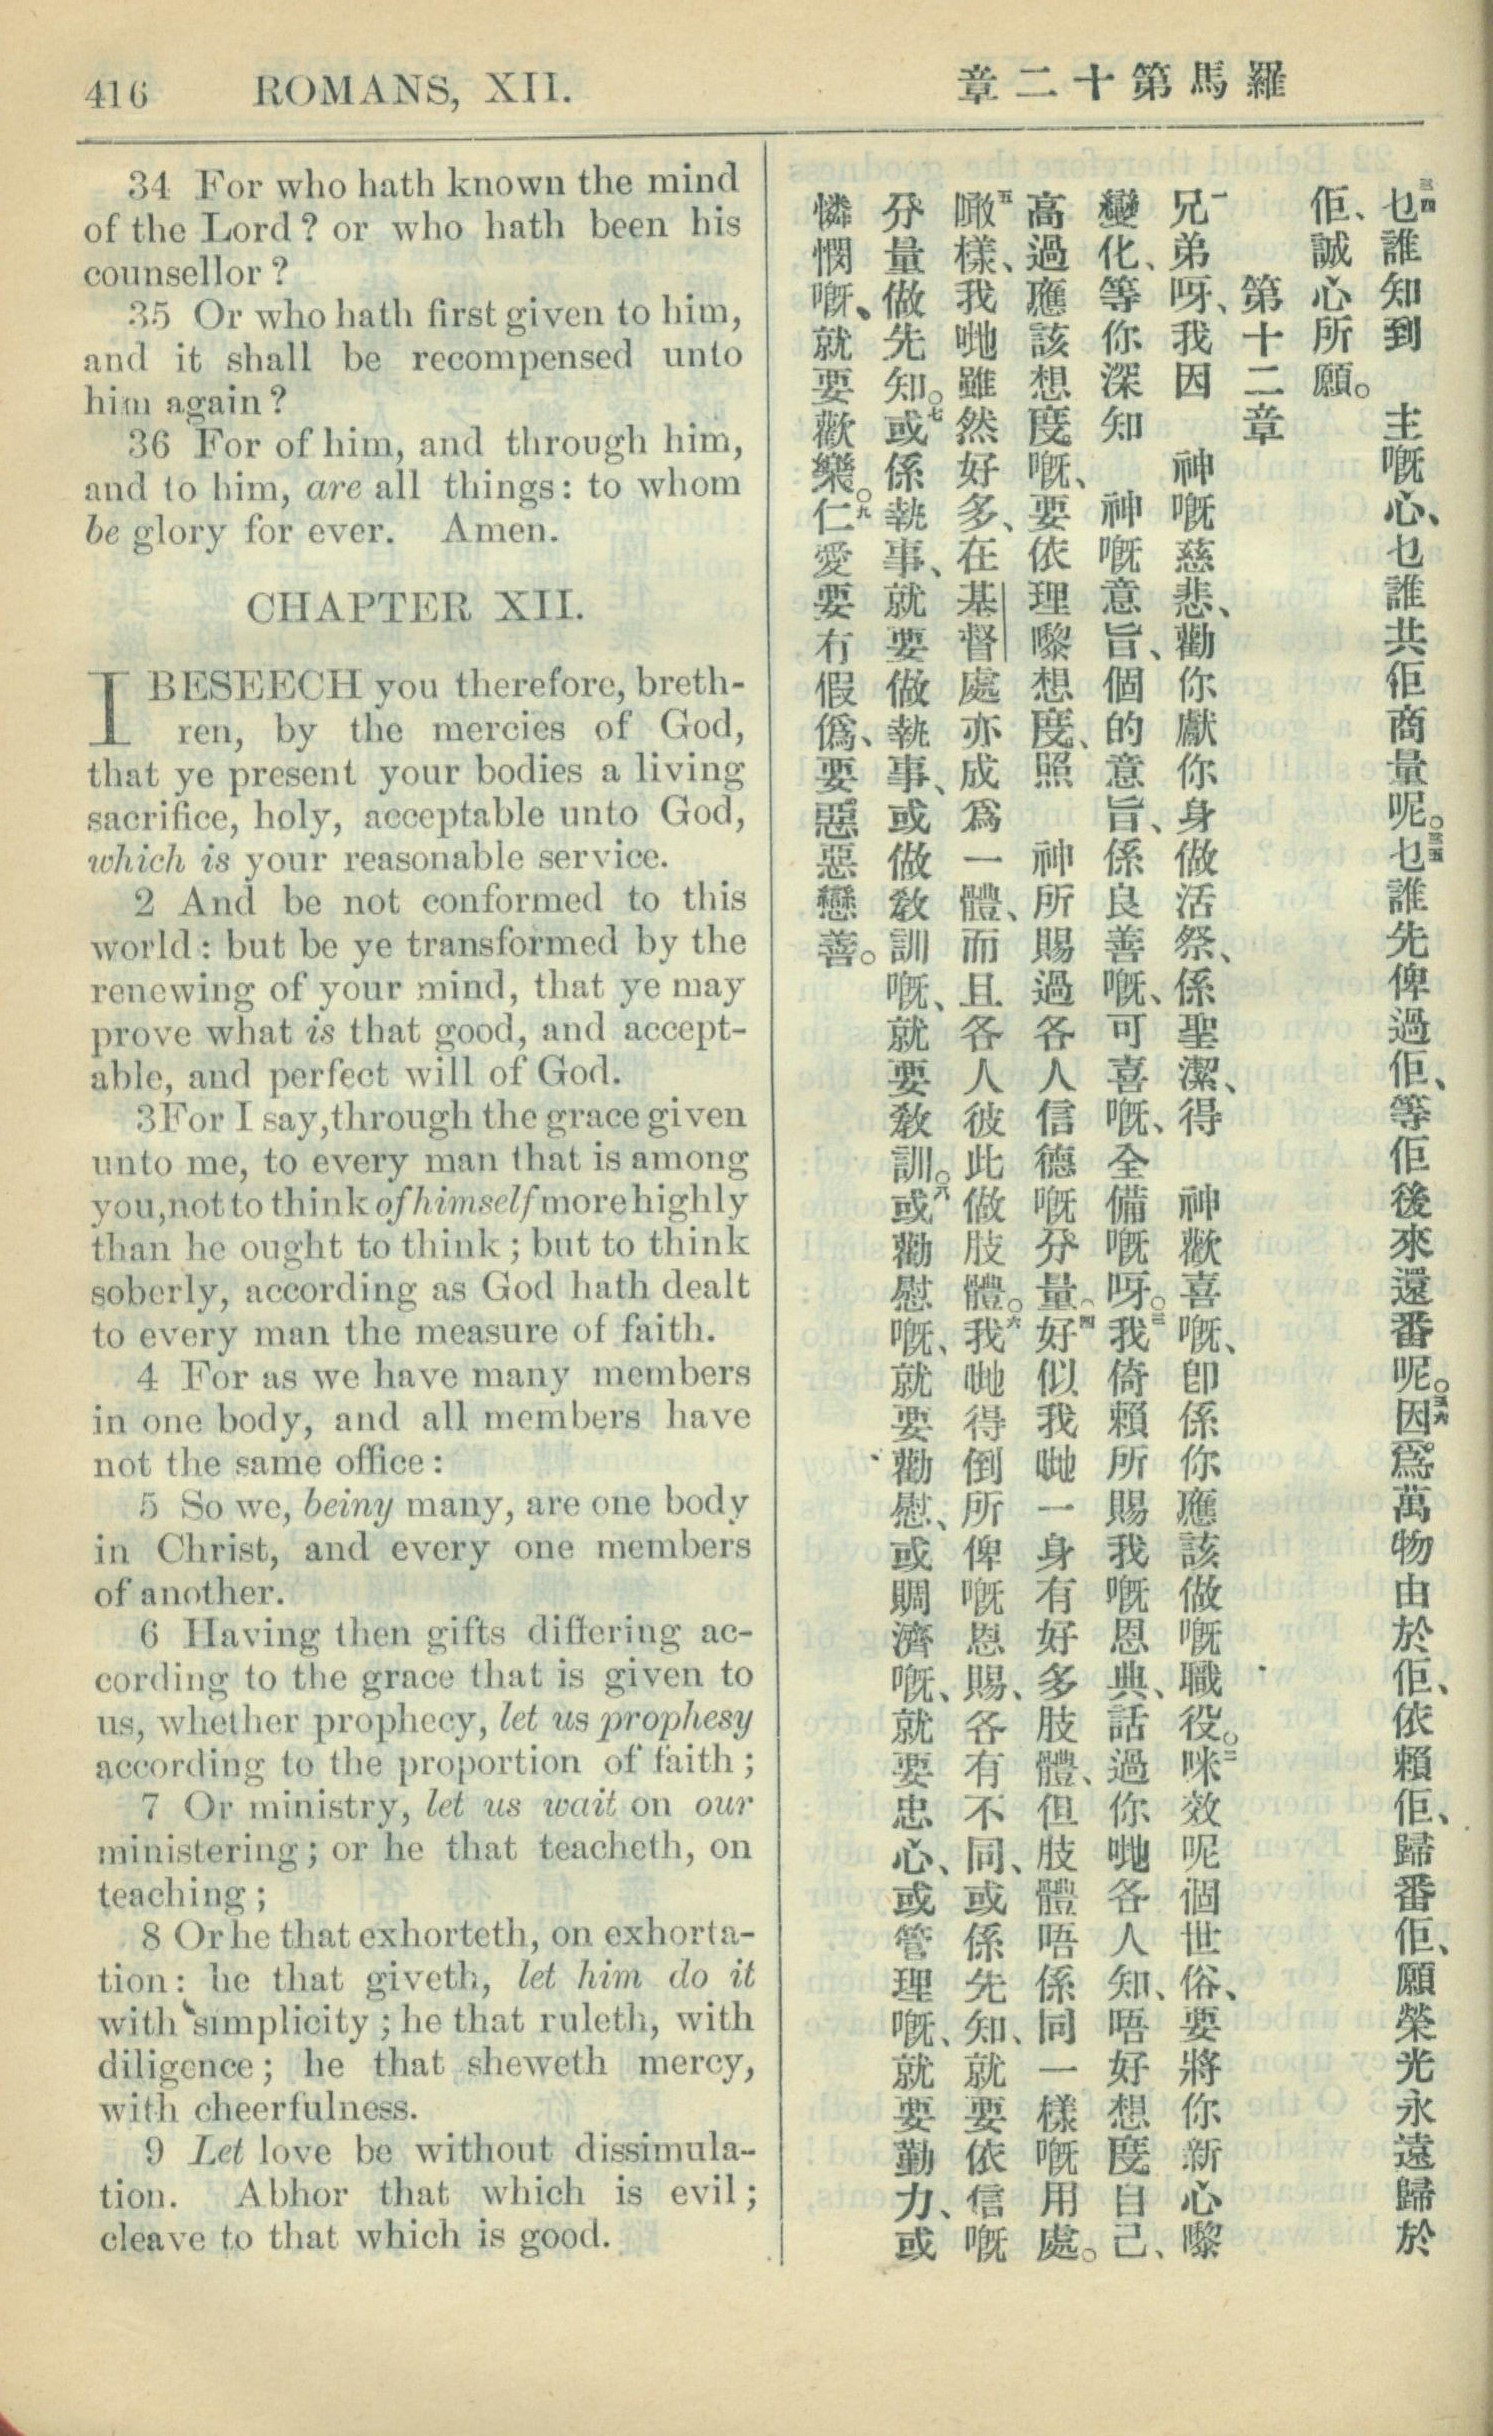 416 ROMANS, XII.
羅馬第十二章
34 For who hath known the mind
of the Lord? or who hath been his
counsellor?
35 Or who hath first given to him,
and it shall be recompensed unto
him again?
36 For of him, and through him,
and to him, are all things: to whom
be glory for ever. Amen.
CHAPTER XII.
I BESEECH you therefore, breth-
ren, by the mercies of God,
that ye present your bodies a living
sacrifice, holy, acceptable unto God,
which is your reasonable service.
2 And be not conformed to this
world: but be ye transformed by the
renewing of your mind, that ye may
prove what is that good, and accept-
able, and perfect will of God.
3For I say,through the grace given
unto me, to every man that is among
you,not to think of himself more highly
than he ought to think; but to think
soberly, according as God hath dealt
to every man the measure of faith.
4 For as we have many members
in one body, and all members have
not the same office:
5 So we, beiny many, are one body
in Christ, and every one members
of another.
6 Having then gifts differing ac-
cording to the grace that is given to
us, whether prophecy, let us prophesy
according to the proportion of faith;
7 Or ministry, let us wait on our
ministering; or he that teacheth, on
teaching;
8 Or he that exhorteth, on exhorta-
tion: he that giveth, let him do it
with simplicity; he that ruleth, with
diligence; he that sheweth mercy,
with cheerfulness.
9 Let love be without dissimula-
tion. Abhor that which is evil;
cleave to that which is good.
三四乜誰知到 主嘅心、乜誰共佢商量呢。三五乜誰先俾過佢、等佢後來還番呢。三六因爲萬物由於佢、依賴佢、歸番佢、願榮光永遠歸於
佢、誠心所願。
第十二章
一兄弟呀、我因 神嘅慈悲、勸你獻你身做活祭、係聖潔、得 神歡喜嘅、卽係你應該做嘅職役。二咪效呢個世俗、要將你新心嚟
變化、等你深知 神嘅意旨、個的意旨、係良善嘅、可喜嘅、全備嘅呀。三我倚賴所賜我嘅恩典、話過你哋各人知、唔好想度自己、
高過應該想度嘅、要依理嚟想度、照 神所賜過各人信德嘅分量。四好似我哋一身有好多肢體、但肢體唔係同一樣嘅用處。
五噉樣、我哋雖然好多、在基督處亦成爲一體、而且各人彼此做肢體。六我哋得倒所俾嘅恩賜、各有不同、或係先知、就要依信嘅
分量做先知。七或係執事、就要做執事、或做敎訓嘅、就要敎訓。八或勸慰嘅、就要勸慰、或賙濟嘅、就要忠心、或管理嘅、就要勤力、或
憐憫嘅、就要歡樂。九仁愛要冇假僞、要惡惡戀善。